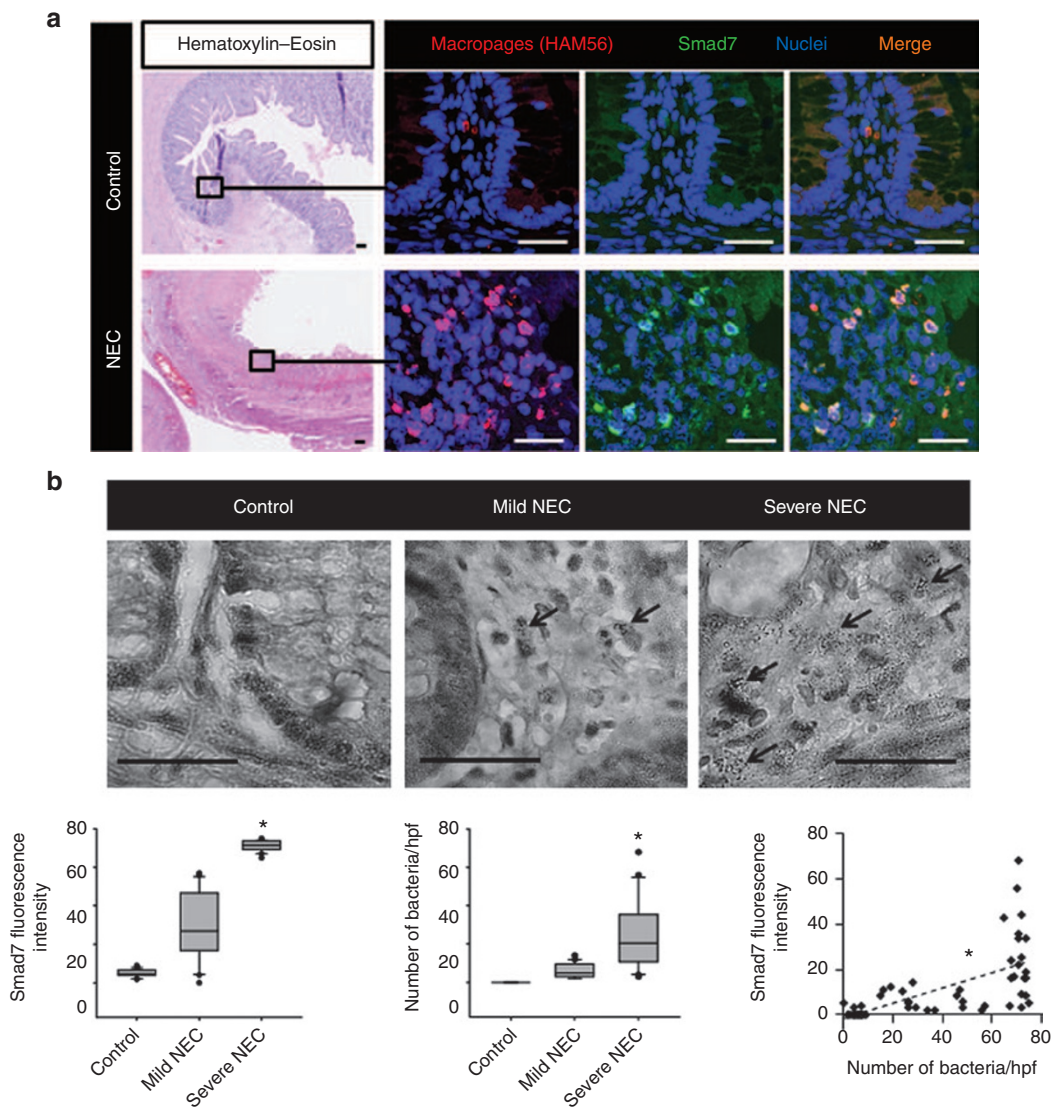 a
Hematoxylin–Eosin
Macropages (HAM56)
Smad7
Nuclei
Merge
Control
NEC
b
Control
Mild NEC
Severe NEC
Smad7 fluorescence
intensity
80
60
40
20
0
Control
Mild NEC
Severe NEC
*
Number of bacteria/hpf
80
60
40
20
0
Control
Mild NEC
Severe NEC
*
Smad7 fluorescence
intensity
80
60
40
20
0
*
0
20
40
60
80
Number of bacteria/hpf